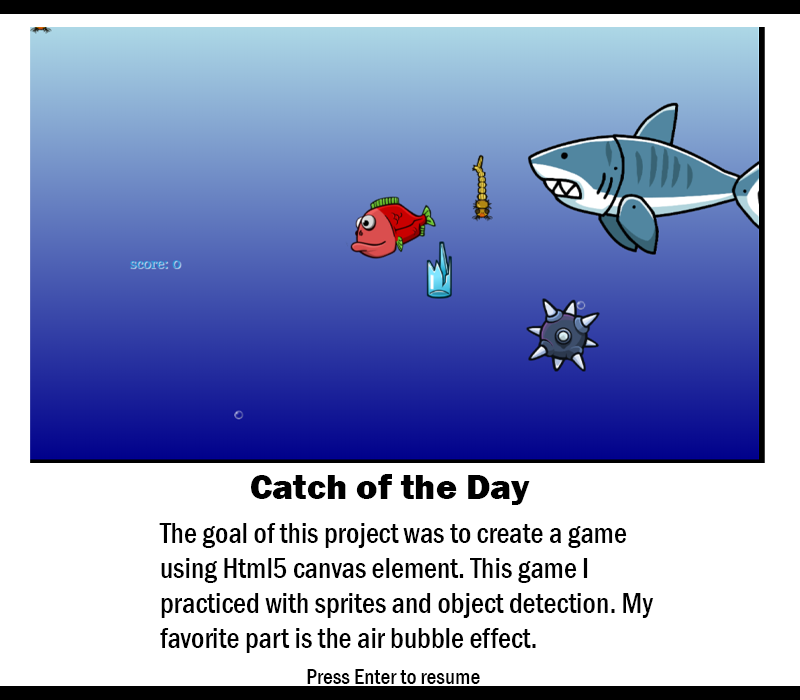 score: 0
Catch of the Day
The goal of this project was to create a game
using Html5 canvas element. This game I
practiced with sprites and object detection. My
favorite part is the air bubble effect.
Press Enter to resume